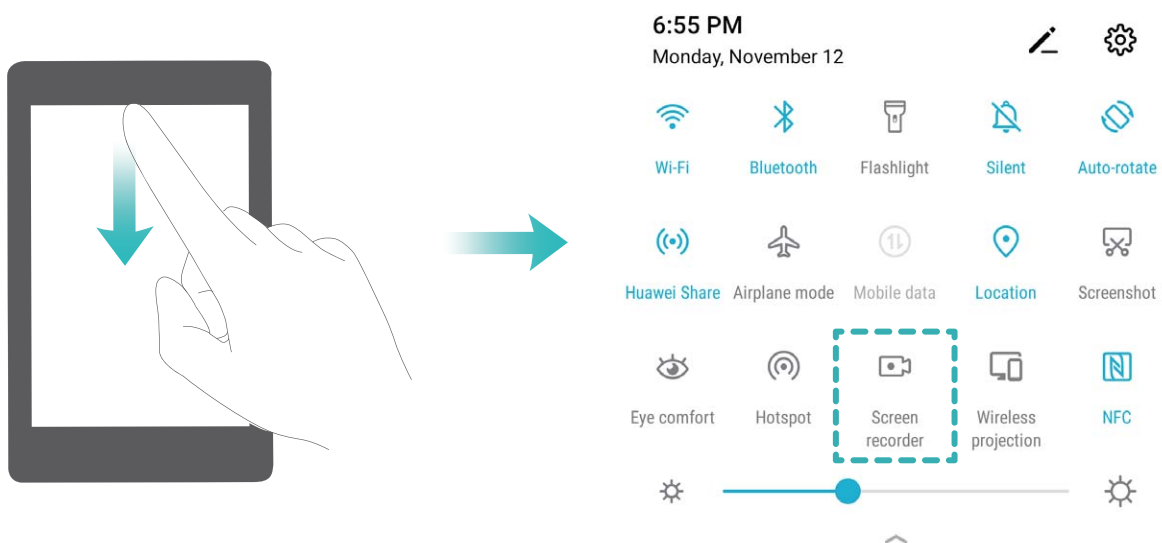 6:55 PM
Monday, November 12
Wi-Fi
Bluetooth
Flashlight
Silent
Auto-rotate
Huawei Share
Airplane mode
Mobile data
Location
Screenshot
Eye comfort
Hotspot
Screen
recorder
Wireless
projection
NFC